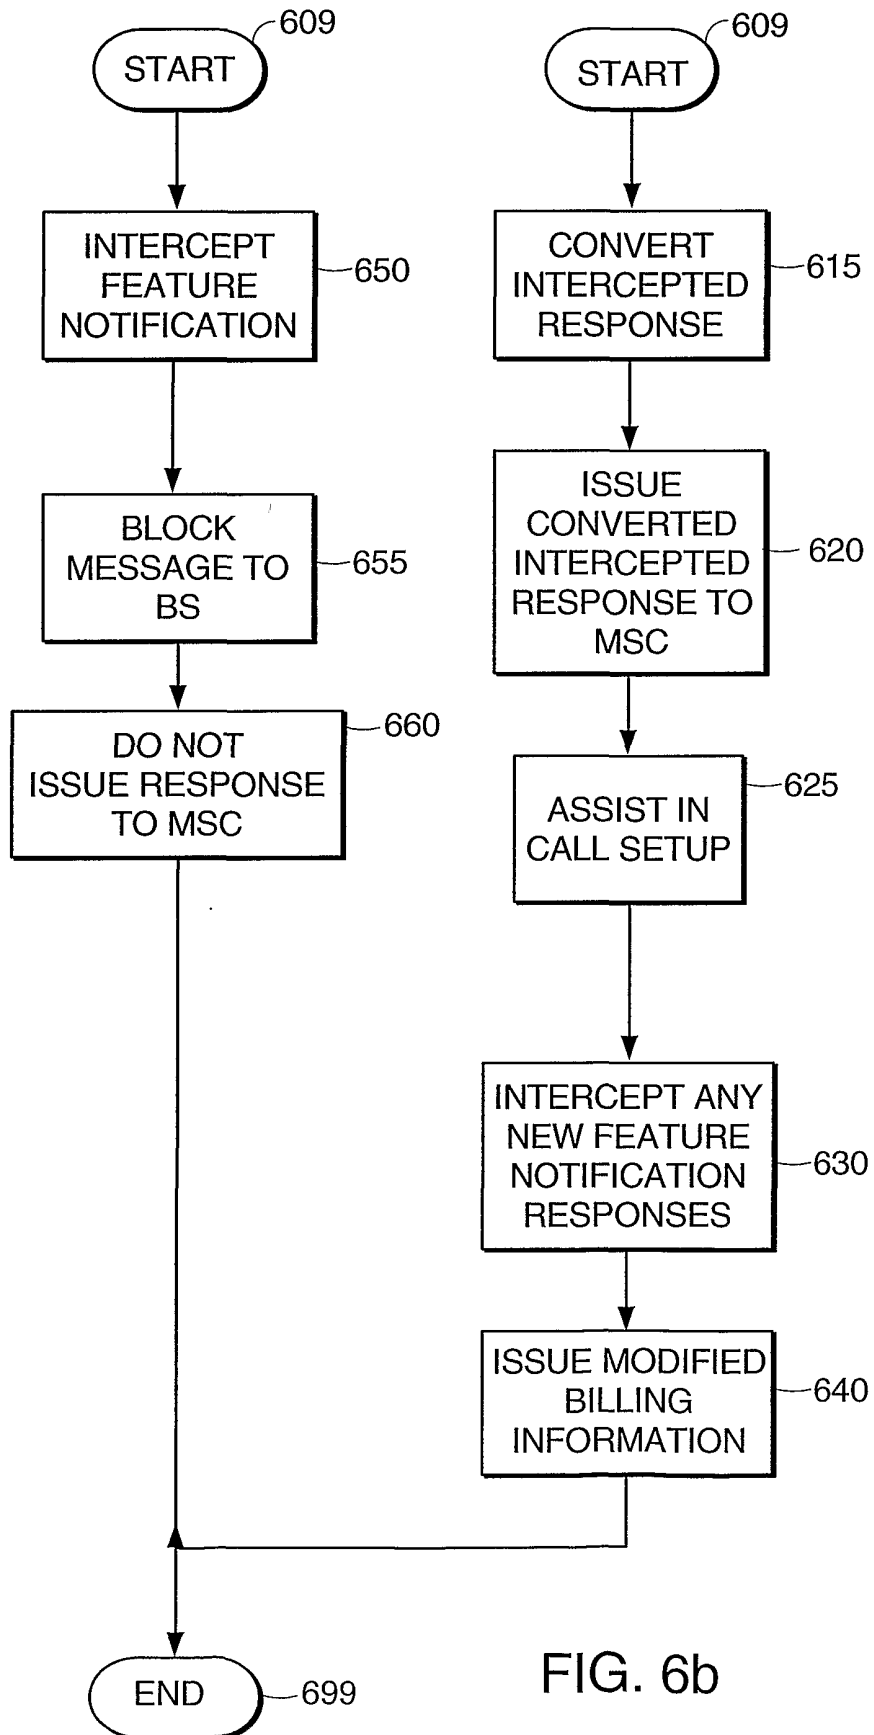 609
START
INTERCEPT
FEATURE
NOTIFICATION
650
BLOCK
MESSAGE TO
BS
655
DO NOT
ISSUE RESPONSE
TO MSC
660
609
START
CONVERT
INTERCEPTED
RESPONSE
615
ISSUE
CONVERTED
INTERCEPTED
RESPONSE TO
MSC
620
ASSIST IN
CALL SETUP
625
INTERCEPT ANY
NEW FEATURE
NOTIFICATION
RESPONSES
630
ISSUE MODIFIED
BILLING
INFORMATION
640
END
699
FIG. 6b